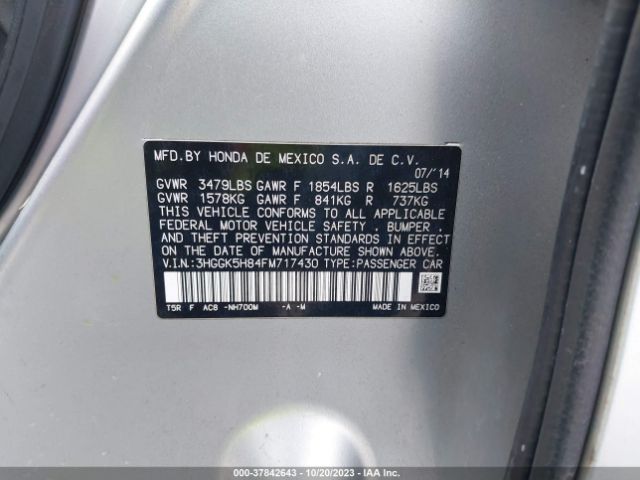 MFD.BY HONDA DE MEXICO S.A. DE C.V.
07/'14
GVWR 3479LBS GAWR F 1854LBS R 1625LBS
GVWR 1578KG GAWR F 841KG R 737KG
THIS VEHICLE CONFORMS TO ALL APPLICABLE
FEDERAL MOTOR VEHICLE SAFETY , BUMPER ,
AND THEFT PREVENTION STANDARDS IN EFFECT
ON THE DATE OF MANUFACTURE SHOWN ABOVE.
V.I.N.:3HGGK5H84FM717430 TYPE:PASSENGER CAR
T5R F AC8 -NH700M -A -M MADE IN MEXICO
000-37842643 | 10/20/2023 | IAA, Inc.